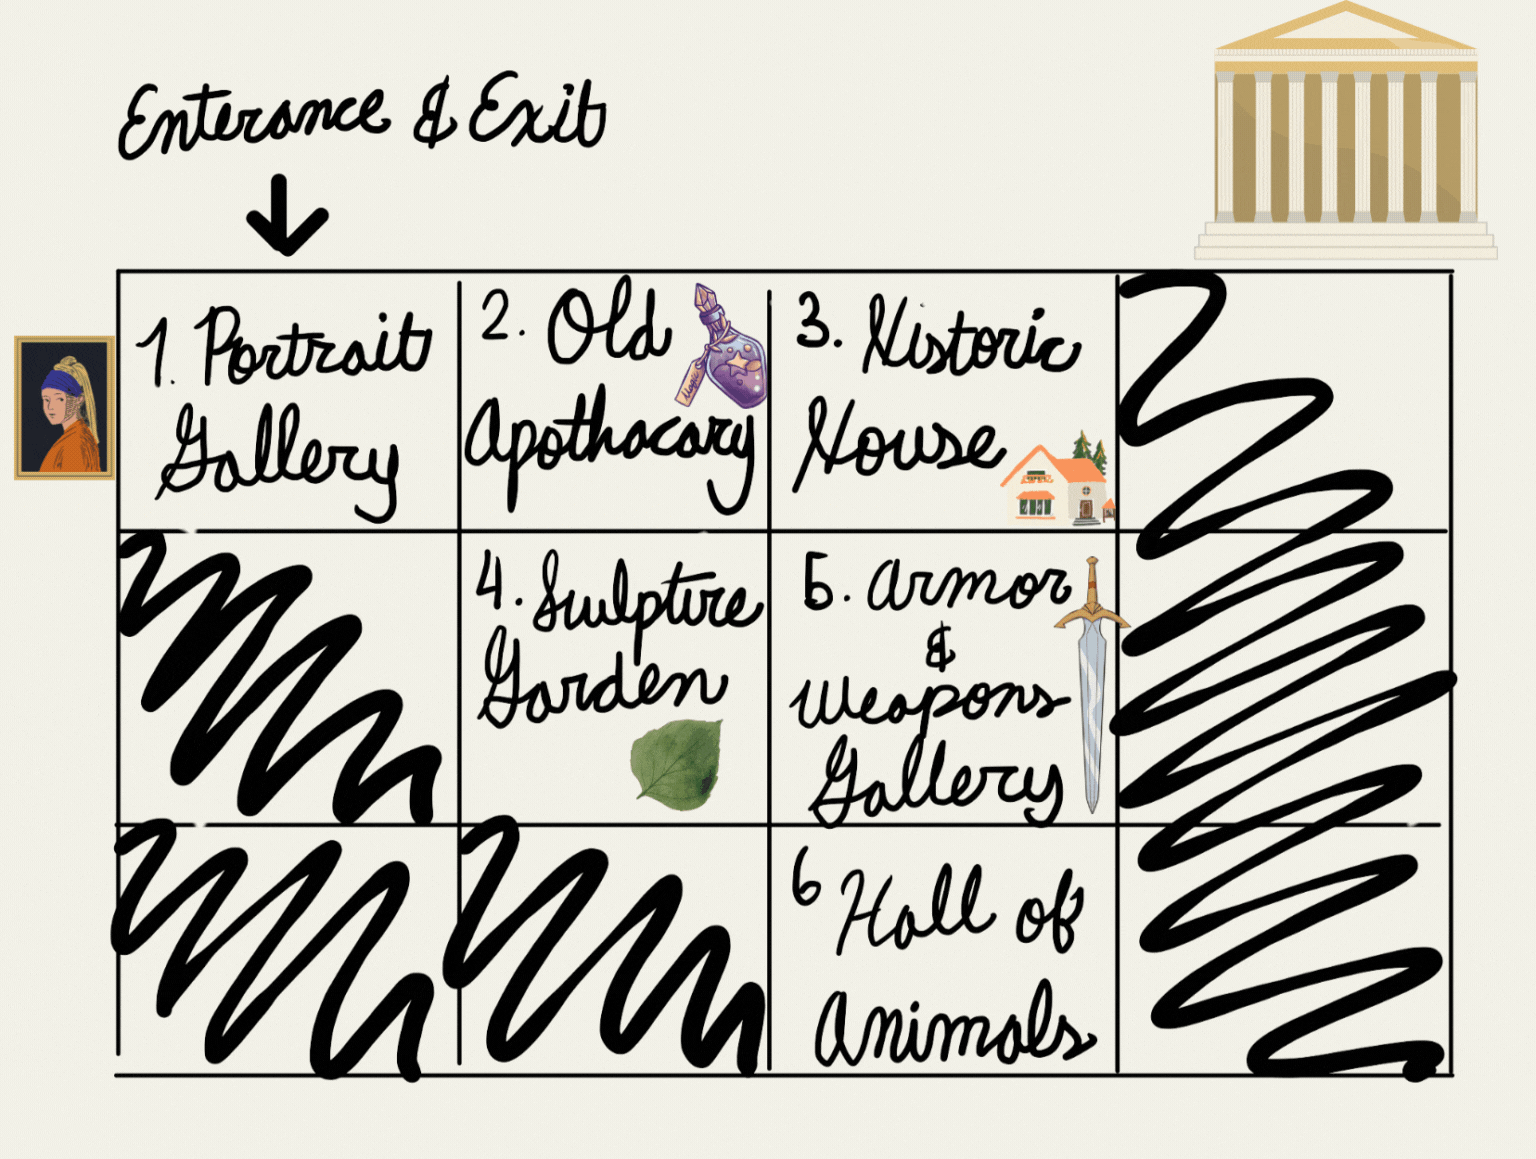 Enterance & Exit
1. Portrait
Gallery
2. Old
Apothacary
Magic
3. Historic
House
4. Sculpture
Garden
5. Armor
&
Weapons
Gallery
6 Hall of
Animals